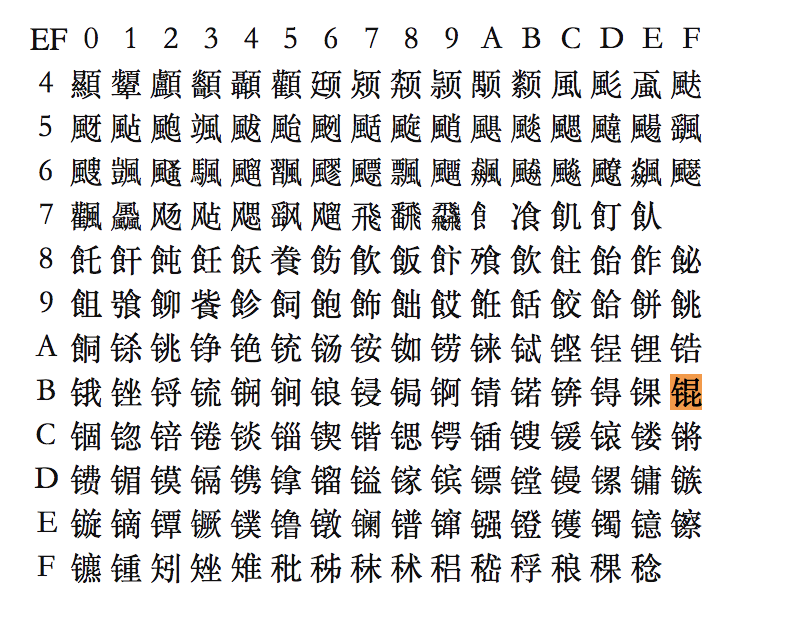 EF 0 1 2 3 4 5 6 7 8 9 A B C D E F
4 顯 顰 顱 顲 顳 顴 颋 颎 颒 颕 颙 颣 風 颩 颪 颫
5 颬 颭 颮 颯 颰 颱 颲 颳 颴 颵 颶 颷 颸 颹 颺 颻
6 颼 颽 颾 颿 飀 飁 飂 飃 飄 飅 飆 飇 飈 飉 飊 飋
7 飌 飍 飏 飐 飔 飖 飗 飛 飜 飝 飠 飡 飢 飣 飤
8 飥 飦 飩 飪 飫 飬 飭 飮 飯 飰 飱 飲 飳 飴 飵 飶
9 飷 飸 飹 飺 飻 飼 飽 飾 飿 餀 餁 餂 餃 餄 餅 餆
A 餇 铩 铫 铮 铯 铳 铴 铵 铷 铹 铼 铽 铿 锃 锂 锆
B 锇 锉 锊 锍 锎 锏 锒 锓 锔 锕 锖 锘 锛 锝 锞 锟
C 锢 锪 锫 锩 锬 锱 锲 锴 锶 锷 锸 锼 锾 锿 镂 锵
D 镄 镅 镆 镉 镌 镎 镏 镒 镓 镔 镖 镗 镘 镙 镛 镞
E 镟 镝 镡 镢 镤 镥 镦 镧 镨 镩 镪 镫 镬 镯 镱 镲
F 镳 锺 矧 矬 雉 秕 秭 秣 秫 稆 嵇 稃 稂 稞 稔